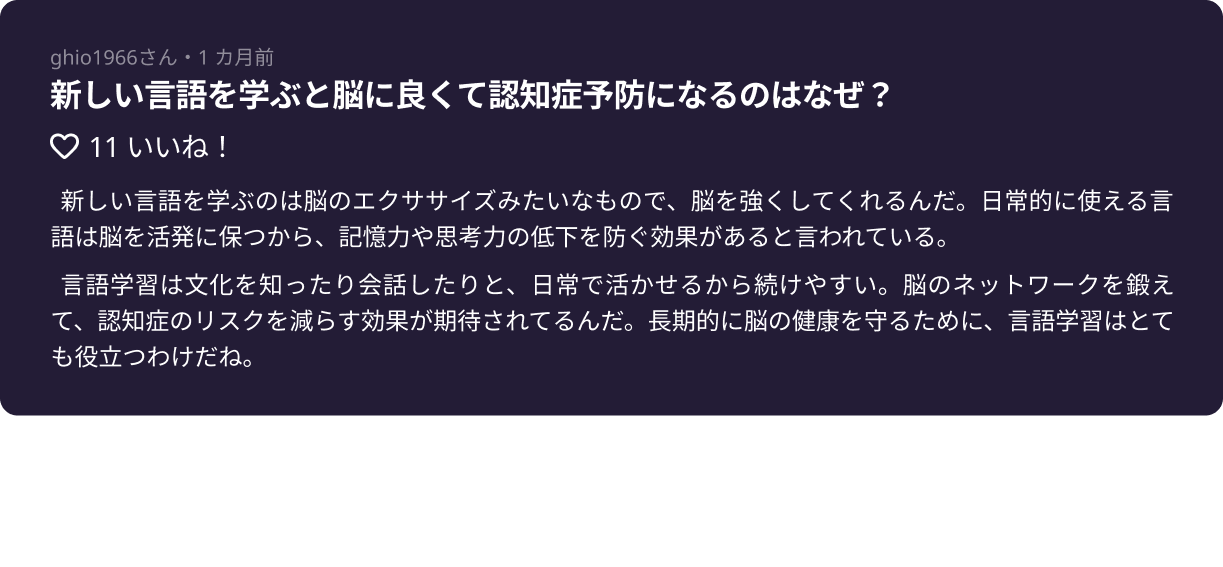 ghio1966さん・1 カ月前
新しい言語を学ぶと脳に良くて認知症予防になるのはなぜ？
11 いいね！
新しい言語を学ぶのは脳のエクササイズみたいなもので、脳を強くしてくれるんだ。日常的に使える言
語は脳を活発に保つから、記憶力や思考力の低下を防ぐ効果があると言われている。
言語学習は文化を知ったり会話したりと、日常で活かせるから続けやすい。脳のネットワークを鍛え
て、認知症のリスクを減らす効果が期待されてるんだ。長期的に脳の健康を守るために、言語学習はとて
も役立つわけだね。